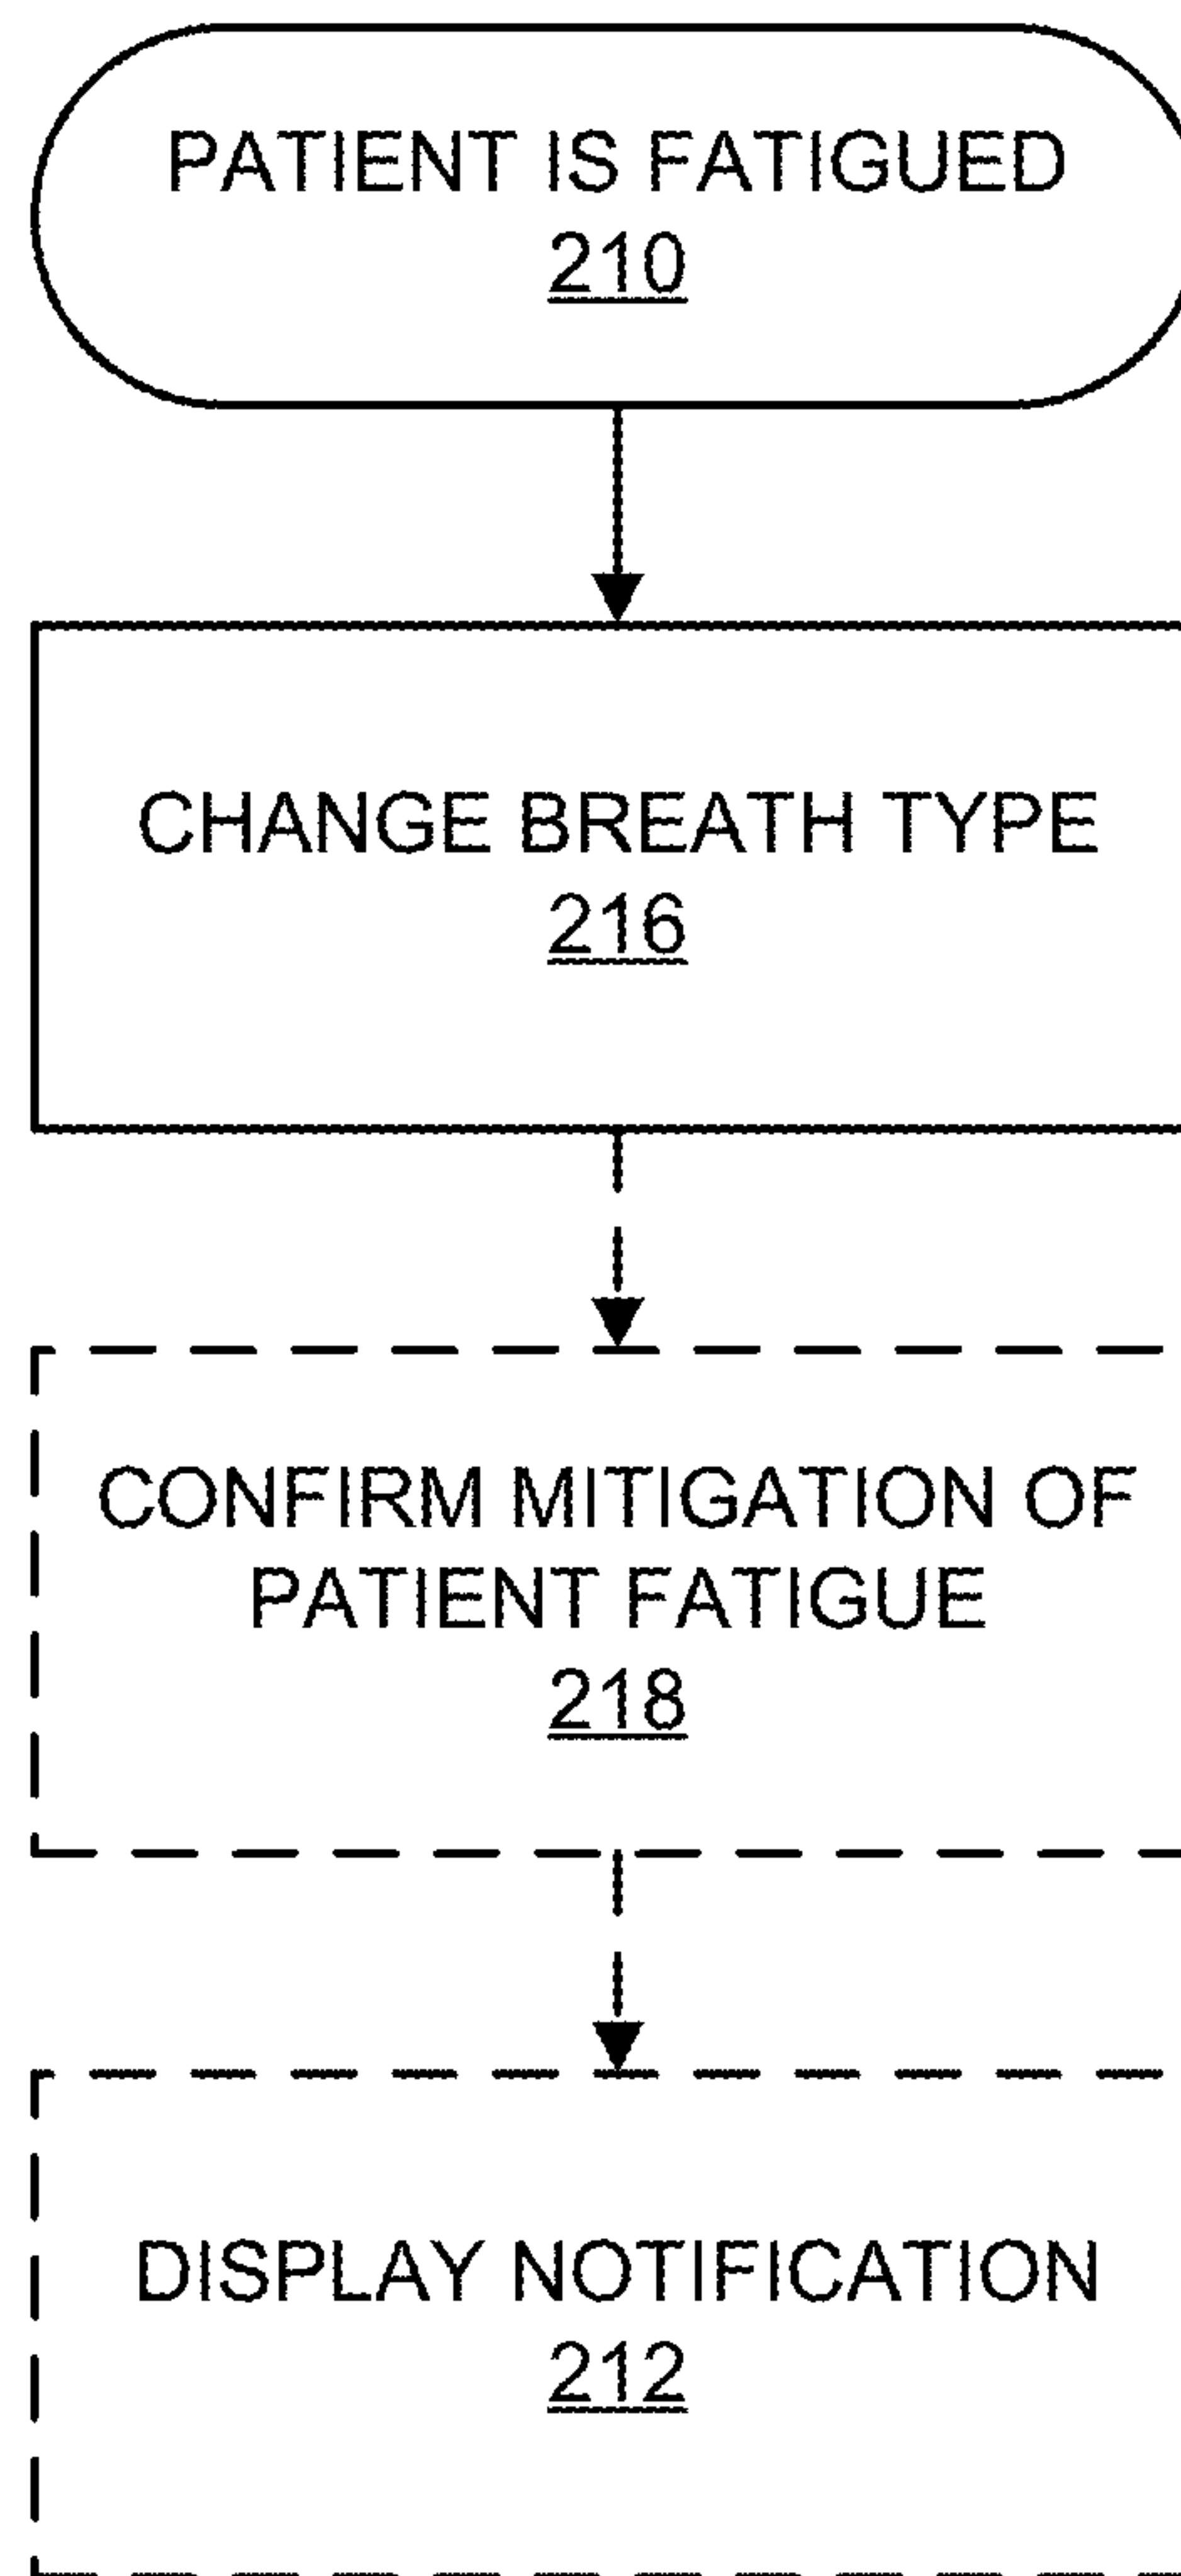 PATIENT IS FATIGUED
210
CHANGE BREATH TYPE
216
CONFIRM MITIGATION OF
PATIENT FATIGUE
218
DISPLAY NOTIFICATION
212